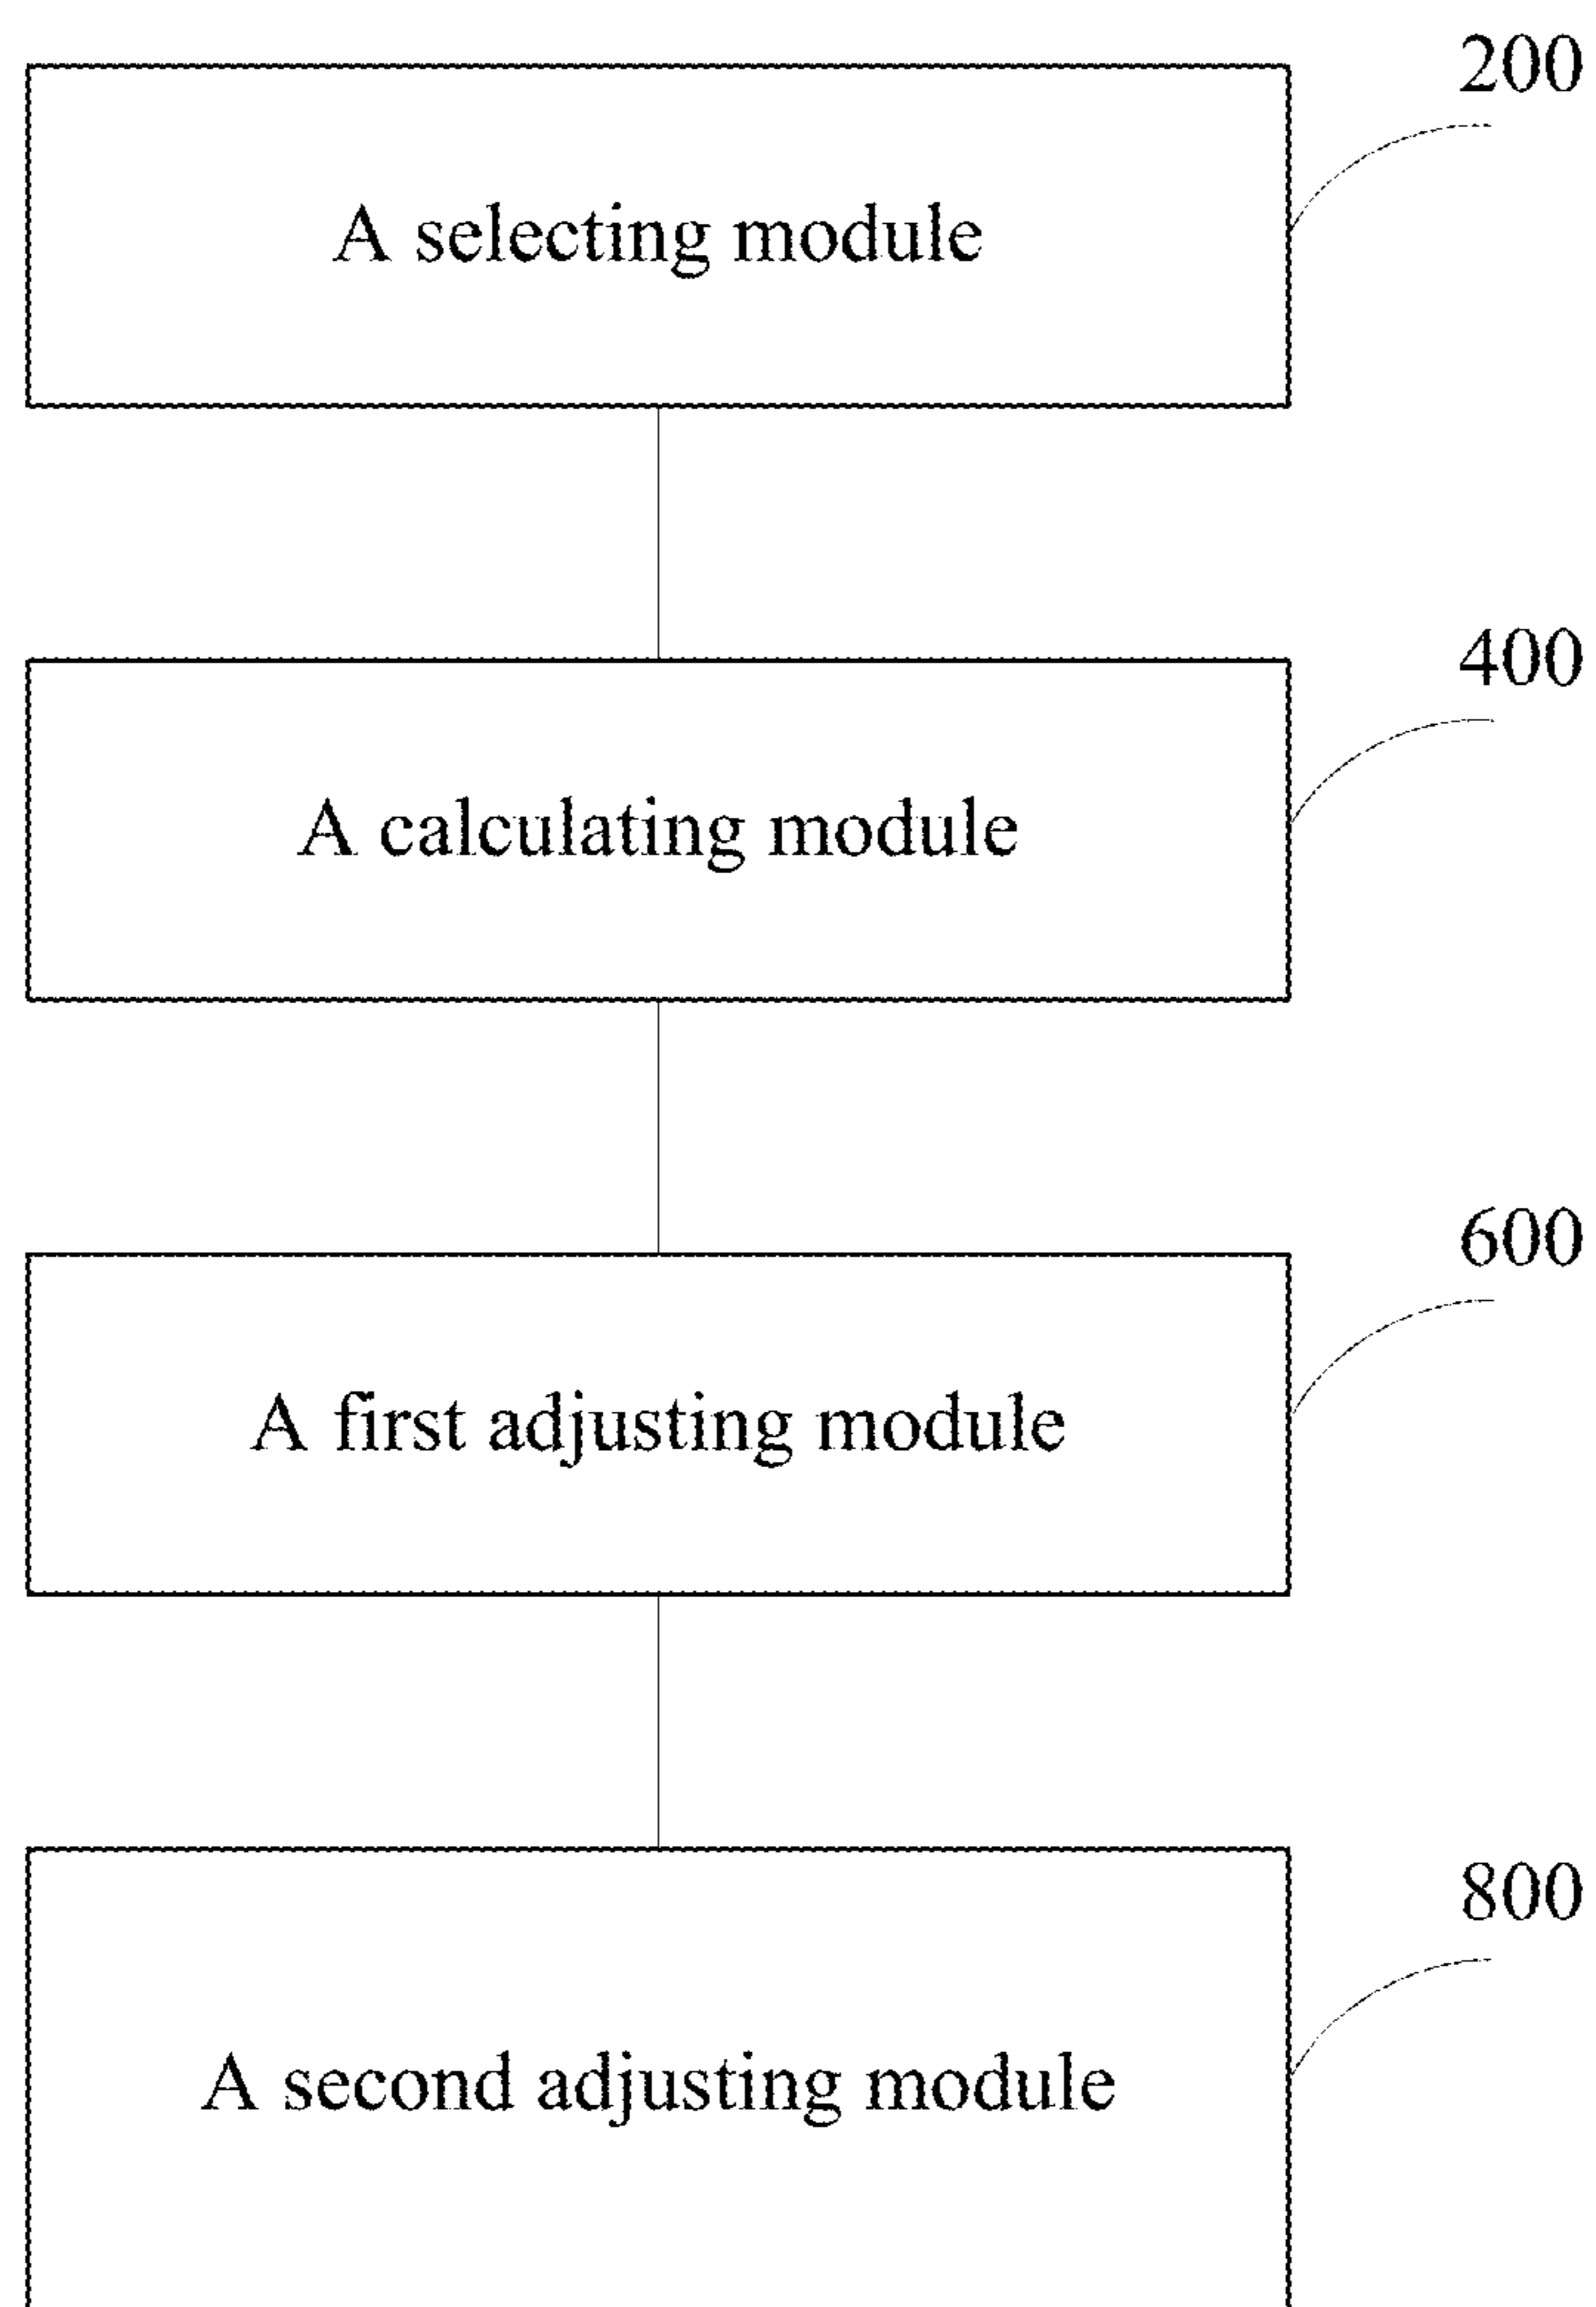 200
A selecting module
400
A calculating module
600
A first adjusting module
800
A second adjusting module